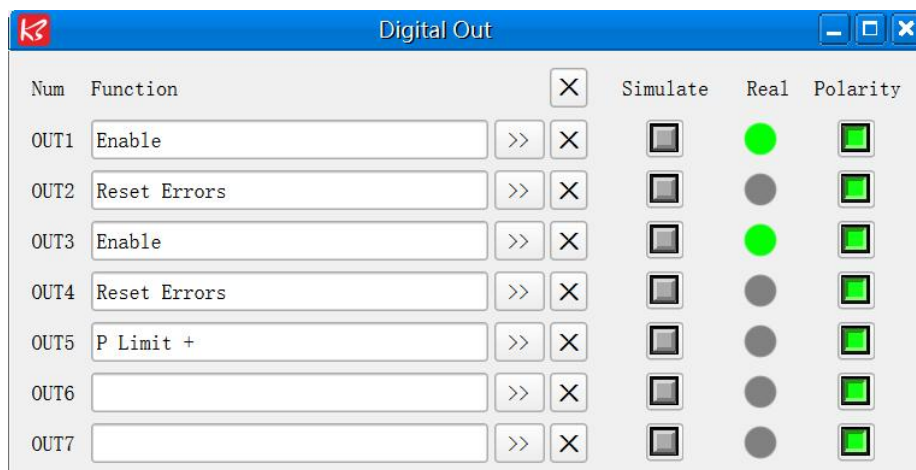 KS
Digital Out
Num Function X Simulate Real Polarity
OUT1 Enable >> X
OUT2 Reset Errors >> X
OUT3 Enable >> X
OUT4 Reset Errors >> X
OUT5 P Limit + >> X
OUT6 >> X
OUT7 >> X